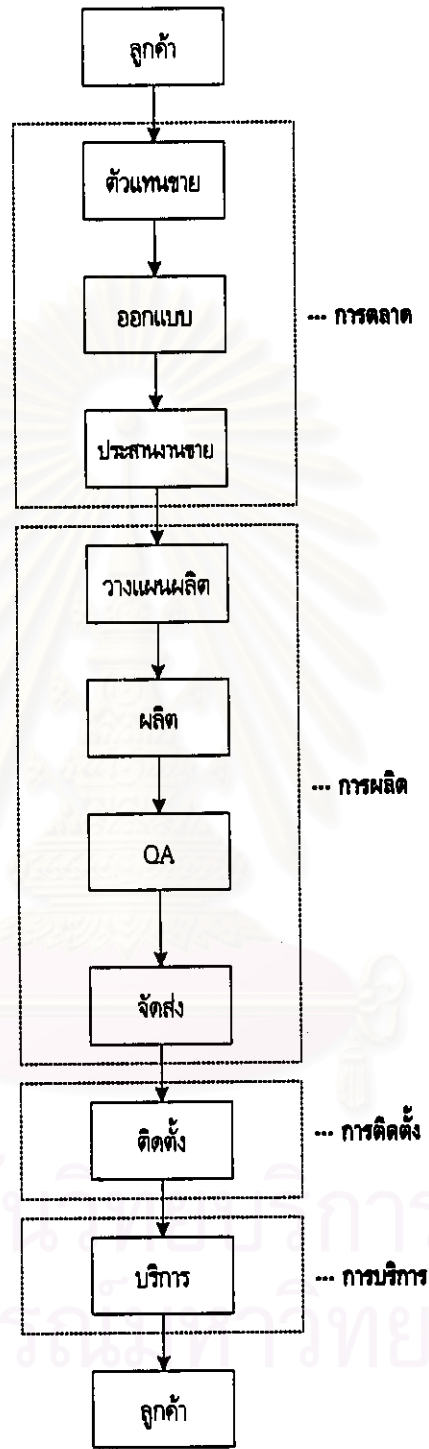 ลูกค้า
ตัวแทนขาย
ออกแบบ
--- การตลาด
ประสานงานขาย
วางแผนผลิต
ผลิต
--- การผลิต
QA
จัดส่ง
ติดตั้ง
--- การติดตั้ง
บริการ
--- การบริการ
ลูกค้า